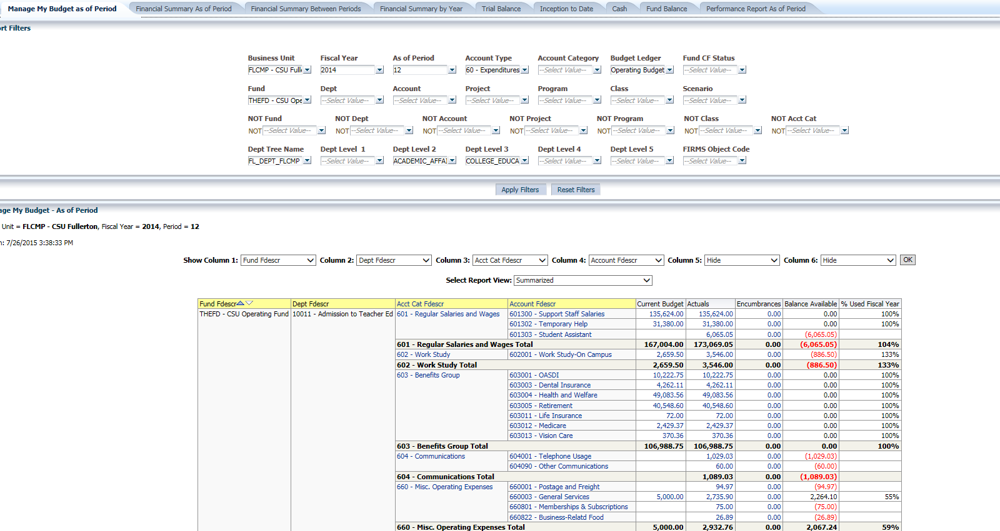 Manage My Budget as of Period Financial Summary As of Period Financial Summary Between Periods Financial Summary by Year Trial Balance Inception to Date Cash Fund Balance Performance Report As of Period
ort Filters
Business Unit Fiscal Year As of Period Account Type Account Category Budget Ledger Fund CF Status
FLCMP - CSU Full 2014 12 60 - Expenditures --Select Value-- Operating Budget --Select Value--
Fund Dept Account Project Program Class Scenario
THEFD - CSU Ope --Select Value-- --Select Value-- --Select Value-- --Select Value-- --Select Value-- --Select Value--
NOT Fund NOT Dept NOT Account NOT Project NOT Program NOT Class NOT Acct Cat
NOT --Select Value-- NOT --Select Value-- NOT --Select Value-- NOT --Select Value-- NOT --Select Value-- NOT --Select Value-- NOT --Select Value--
Dept Tree Name Dept Level 1 Dept Level 2 Dept Level 3 Dept Level 4 Dept Level 5 FIRMS Object Code
FL_DEPT_FLCMP --Select Value-- ACADEMIC_AFFAI COLLEGE_EDUCA --Select Value-- --Select Value-- --Select Value--
Apply Filters Reset Filters
age My Budget - As of Period
Unit = FLCMP - CSU Fullerton, Fiscal Year = 2014, Period = 12
n: 7/26/2015 3:38:33 PM
Show Column 1: Fund Fdescr Column 2: Dept Fdescr Column 3: Acct Cat Fdescr Column 4: Account Fdescr Column 5: Hide Column 6: Hide OK
Select Report View: Summarized
Fund Fdescr Dept Fdescr Acct Cat Fdescr Account Fdescr Current Budget Actuals Encumbrances Balance Available % Used Fiscal Year
THEFD - CSU Operating Fund 10011 - Admission to Teacher Ed 601 - Regular Salaries and Wages 601300 - Support Staff Salaries 135,624.00 135,624.00 0.00 0.00 100%
601302 - Temporary Help 31,380.00 31,380.00 0.00 0.00 100%
601303 - Student Assistant 6,065.05 0.00 (6,065.05)
601 - Regular Salaries and Wages Total 167,004.00 173,069.05 0.00 (6,065.05) 104%
602 - Work Study 602001 - Work Study-On Campus 2,659.50 3,546.00 0.00 (886.50) 133%
602 - Work Study Total 2,659.50 3,546.00 0.00 (886.50) 133%
603 - Benefits Group 603001 - OASDI 10,222.75 10,222.75 0.00 0.00 100%
603003 - Dental Insurance 4,262.11 4,262.11 0.00 0.00 100%
603004 - Health and Welfare 49,083.56 49,083.56 0.00 0.00 100%
603005 - Retirement 40,548.60 40,548.60 0.00 0.00 100%
603011 - Life Insurance 72.00 72.00 0.00 0.00 100%
603012 - Medicare 2,429.37 2,429.37 0.00 0.00 100%
603013 - Vision Care 370.36 370.36 0.00 0.00 100%
603 - Benefits Group Total 106,988.75 106,988.75 0.00 0.00 100%
604 - Communications 604001 - Telephone Usage 1,029.03 0.00 (1,029.03)
604090 - Other Communications 60.00 0.00 (60.00)
604 - Communications Total 1,089.03 0.00 (1,089.03)
660 - Misc. Operating Expenses 660001 - Postage and Freight 94.97 0.00 (94.97)
660003 - General Services 5,000.00 2,735.90 0.00 2,264.10 55%
660801 - Memberships & Subscriptions 75.00 0.00 (75.00)
660822 - Business-Relatd Food 26.89 0.00 (26.89)
660 - Misc. Operating Expenses Total 5,000.00 2,932.76 0.00 2,067.24 59%